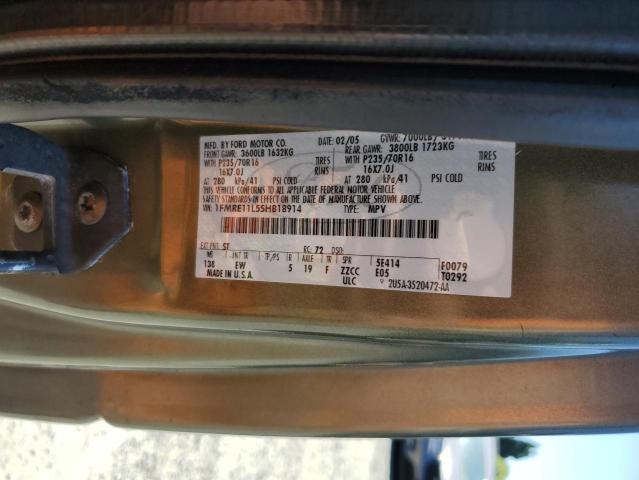 MFD. BY FORD MOTOR CO.
DATE: 02/05 GVWR: 7000LB/
FRONT GAWR: 3600LB 1632KG
REAR GAWR: 3800LB 1723KG
WITH P235/70R16 TIRES
WITH P235/70R16 TIRES
16X7.0J RIMS
16X7.0J RIMS
AT 280 kPa/41 PSI COLD
AT 280 kPa/41 PSI COLD
THIS VEHICLE CONFORMS TO ALL APPLICABLE FEDERAL MOTOR VEHICLE
SAFETY STANDARDS IN EFFECT ON THE DATE OF MANUFACTURE SHOWN ABOVE.
VEHICLE IDENTIFICATION NO.
1FMRE11L55HB18914 TYPE: MPV
EXT PNT: ST RC: 72 DSO:
WB TP/PS R AXLE TR SPR 5E414 F0079
138 EW 5 19 F ZZCC E05 T0292
MADE IN U.S.A. ULC 2U5A-3520472-AA